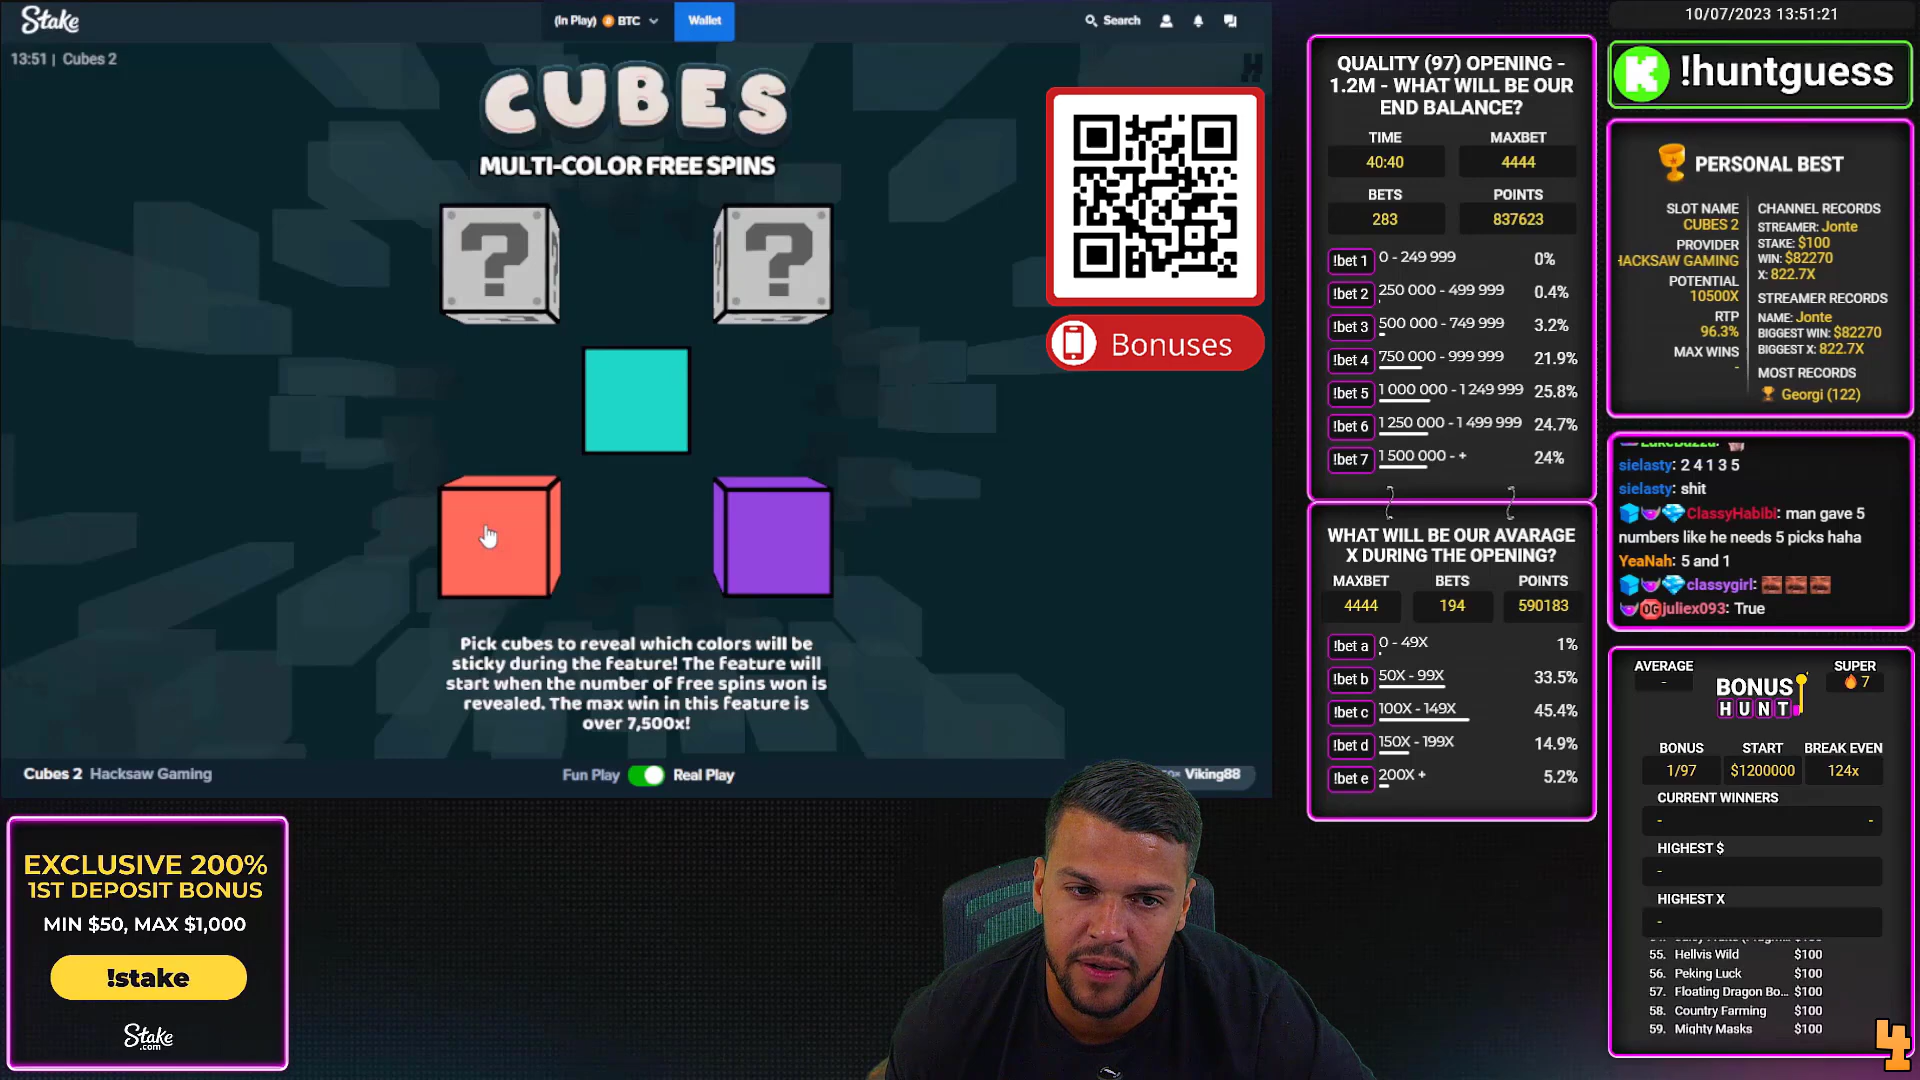 Stake
(In Play) BTC
Wallet
Search
13:51 | Cubes 2
CUBES
MULTI-COLOR FREE SPINS
?
?
Pick cubes to reveal which colors will be
sticky during the feature! The feature will
start when the number of free spins won is
revealed. The max win in this feature is
over 7,500x!
Cubes 2 Hacksaw Gaming
Fun Play Real Play
Viking88
Bonuses
EXCLUSIVE 200%
1ST DEPOSIT BONUS
MIN $50, MAX $1,000
!stake
Stake
.com
QUALITY (97) OPENING -
1.2M - WHAT WILL BE OUR
END BALANCE?
TIME MAXBET
40:40 4444
BETS POINTS
283 837623
!bet 1 0 - 249 999 0%
!bet 2 250 000 - 499 999 0.4%
!bet 3 500 000 - 749 999 3.2%
!bet 4 750 000 - 999 999 21.9%
!bet 5 1 000 000 - 1 249 999 25.8%
!bet 6 1 250 000 - 1 499 999 24.7%
!bet 7 1 500 000 - + 24%
WHAT WILL BE OUR AVARAGE
X DURING THE OPENING?
MAXBET BETS POINTS
4444 194 590183
!bet a 0 - 49X 1%
!bet b 50X - 99X 33.5%
!bet c 100X - 149X 45.4%
!bet d 150X - 199X 14.9%
!bet e 200X + 5.2%
10/07/2023 13:51:21
K !huntguess
PERSONAL BEST
SLOT NAME
CUBES 2
PROVIDER
HACKSAW GAMING
POTENTIAL
10500X
RTP
96.3%
MAX WINS
-
CHANNEL RECORDS
STREAMER: Jonte
STAKE: $100
WIN: $82270
X: 822.7X
STREAMER RECORDS
NAME: Jonte
BIGGEST WIN: $82270
BIGGEST X: 822.7X
MOST RECORDS
Georgi (122)
sielasty: 2 4 1 3 5
sielasty: shit
ClassyHabibi: man gave 5
numbers like he needs 5 picks haha
YeaNah: 5 and 1
classygirl:
OG juliex093: True
AVERAGE
-
BONUS
HUNT
SUPER
7
BONUS START BREAK EVEN
1/97 $1200000 124x
CURRENT WINNERS
- -
HIGHEST $
-
HIGHEST X
-
55. Hellvis Wild $100
56. Peking Luck $100
57. Floating Dragon Bo... $100
58. Country Farming $100
59. Mighty Masks $100
4